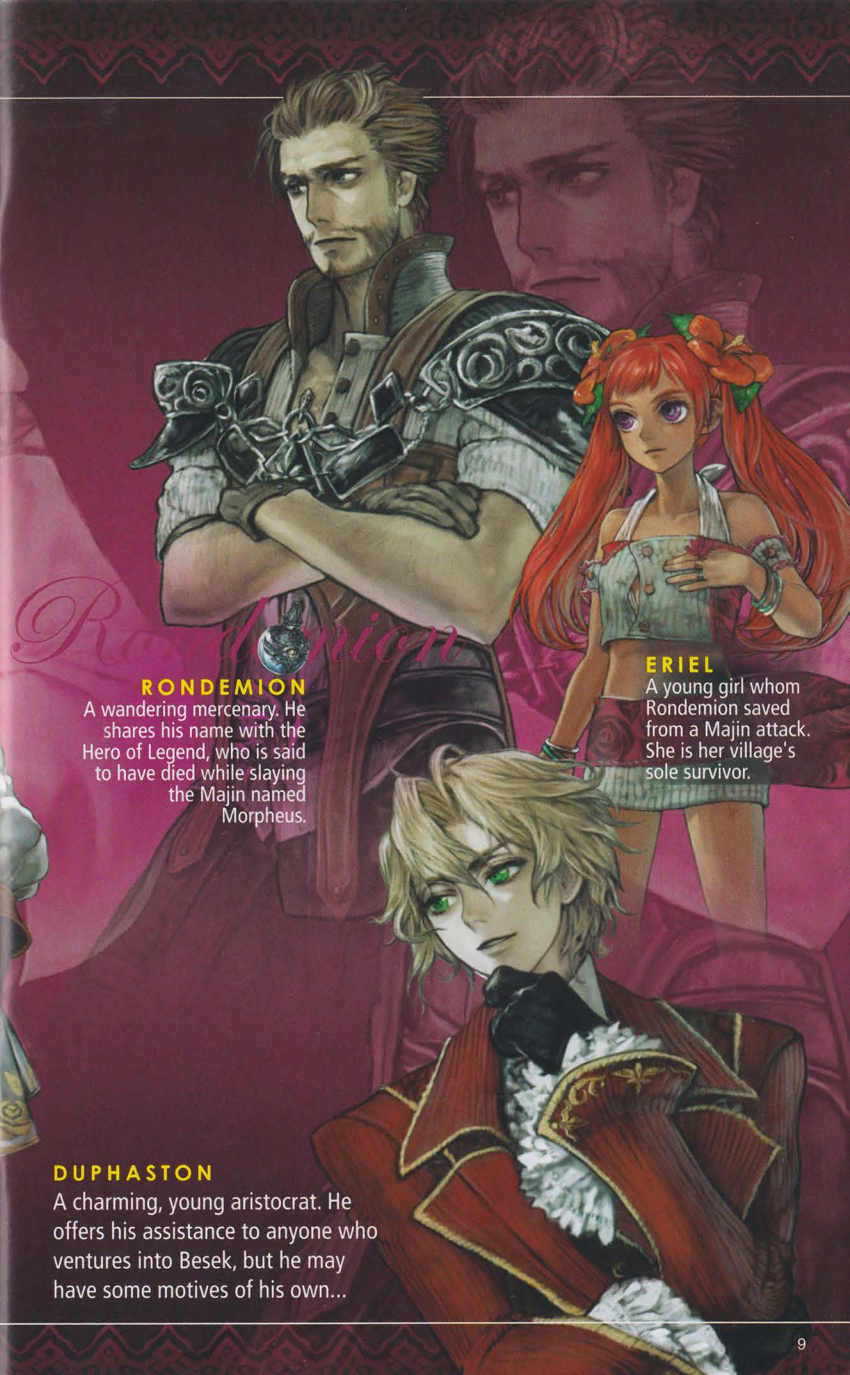 Rondemion
RONDEMION
A wandering mercenary. He
shares his name with the
Hero of Legend, who is said
to have died while slaying
the Majin named
Morpheus.
ERIEL
A young girl whom
Rondemion saved
from a Majin attack.
She is her village's
sole survivor.
DUPHASTON
A charming, young aristocrat. He
offers his assistance to anyone who
ventures into Besek, but he may
have some motives of his own...
9